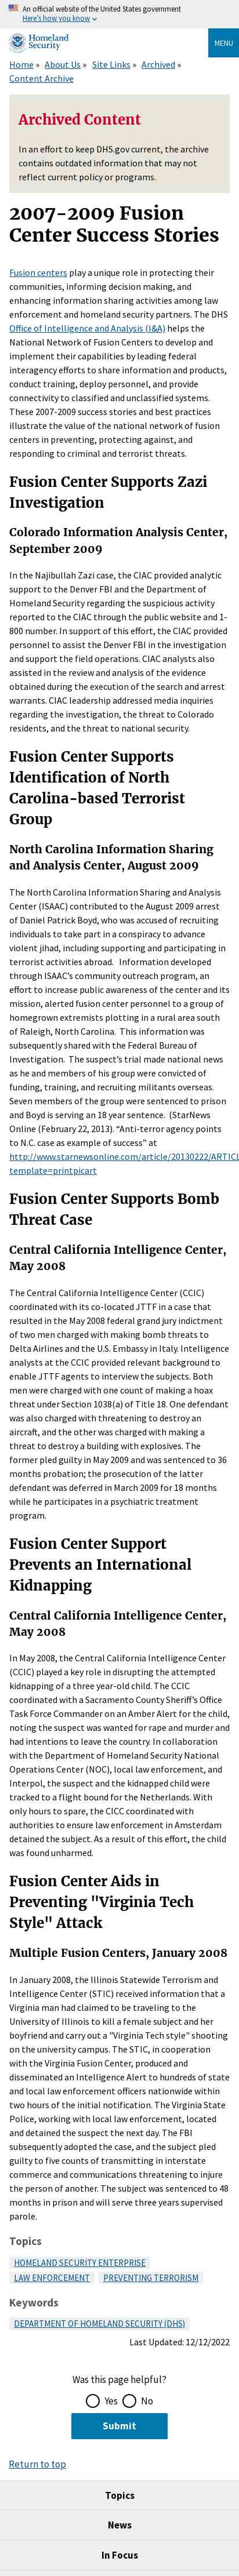 An official website of the United States government
Here's how you know
Homeland
Security
MENU
Home » About Us » Site Links » Archived »
Content Archive
Archived Content
In an effort to keep DHS.gov current, the archive
contains outdated information that may not
reflect current policy or programs.
2007-2009 Fusion
Center Success Stories
Fusion centers play a unique role in protecting their
communities, informing decision making, and
enhancing information sharing activities among law
enforcement and homeland security partners. The DHS
Office of Intelligence and Analysis (I&A) helps the
National Network of Fusion Centers to develop and
implement their capabilities by leading federal
interagency efforts to share information and products,
conduct training, deploy personnel, and provide
connectivity to classified and unclassified systems.
These 2007-2009 success stories and best practices
illustrate the value of the national network of fusion
centers in preventing, protecting against, and
responding to criminal and terrorist threats.
Fusion Center Supports Zazi
Investigation
Colorado Information Analysis Center,
September 2009
In the Najibullah Zazi case, the CIAC provided analytic
support to the Denver FBI and the Department of
Homeland Security regarding the suspicious activity
reported to the CIAC through the public website and 1-
800 number. In support of this effort, the CIAC provided
personnel to assist the Denver FBI in the investigation
and support the field operations. CIAC analysts also
assisted in the review and analysis of the evidence
obtained during the execution of the search and arrest
warrants. CIAC leadership addressed media inquiries
regarding the investigation, the threat to Colorado
residents, and the threat to national security.
Fusion Center Supports
Identification of North
Carolina-based Terrorist
Group
North Carolina Information Sharing
and Analysis Center, August 2009
The North Carolina Information Sharing and Analysis
Center (ISAAC) contributed to the August 2009 arrest
of Daniel Patrick Boyd, who was accused of recruiting
individuals to take part in a conspiracy to advance
violent jihad, including supporting and participating in
terrorist activities abroad. Information developed
through ISAAC's community outreach program, an
effort to increase public awareness of the center and its
mission, alerted fusion center personnel to a group of
homegrown extremists plotting in a rural area south
of Raleigh, North Carolina. This information was
subsequently shared with the Federal Bureau of
Investigation. The suspect's trial made national news
as he and members of his group were convicted of
funding, training, and recruiting militants overseas.
Seven members of the group were sentenced to prison
and Boyd is serving an 18 year sentence. (StarNews
Online (February 22, 2013). "Anti-terror agency points
to N.C. case as example of success" at
http://www.starnewsonline.com/article/20130222/ARTICL
template=printpicart
Fusion Center Supports Bomb
Threat Case
Central California Intelligence Center,
May 2008
The Central California Intelligence Center (CCIC)
coordinated with its co-located JTTF in a case that
resulted in the May 2008 federal grand jury indictment
of two men charged with making bomb threats to
Delta Airlines and the U.S. Embassy in Italy. Intelligence
analysts at the CCIC provided relevant background to
enable JTTF agents to interview the subjects. Both
men were charged with one count of making a hoax
threat under Section 1038(a) of Title 18. One defendant
was also charged with threatening to destroy an
aircraft, and the other was charged with making a
threat to destroy a building with explosives. The
former pled guilty in May 2009 and was sentenced to 36
months probation; the prosecution of the latter
defendant was deferred in March 2009 for 18 months
while he participates in a psychiatric treatment
program.
Fusion Center Support
Prevents an International
Kidnapping
Central California Intelligence Center,
May 2008
In May 2008, the Central California Intelligence Center
(CCIC) played a key role in disrupting the attempted
kidnapping of a three year-old child. The CCIC
coordinated with a Sacramento County Sheriff's Office
Task Force Commander on an Amber Alert for the child,
noting the suspect was wanted for rape and murder and
had intentions to leave the country. In collaboration
with the Department of Homeland Security National
Operations Center (NOC), local law enforcement, and
Interpol, the suspect and the kidnapped child were
tracked to a flight bound for the Netherlands. With
only hours to spare, the CICC coordinated with
authorities to ensure law enforcement in Amsterdam
detained the subject. As a result of this effort, the child
was found unharmed.
Fusion Center Aids in
Preventing "Virginia Tech
Style" Attack
Multiple Fusion Centers, January 2008
In January 2008, the Illinois Statewide Terrorism and
Intelligence Center (STIC) received information that a
Virginia man had claimed to be traveling to the
University of Illinois to kill a female subject and her
boyfriend and carry out a "Virginia Tech style" shooting
on the university campus. The STIC, in cooperation
with the Virginia Fusion Center, produced and
disseminated an Intelligence Alert to hundreds of state
and local law enforcement officers nationwide within
two hours of the initial notification. The Virginia State
Police, working with local law enforcement, located
and detained the suspect the next day. The FBI
subsequently adopted the case, and the subject pled
guilty to five counts of transmitting in interstate
commerce and communications threatening to injure
the person of another. The subject was sentenced to 48
months in prison and will serve three years supervised
parole.
Topics
HOMELAND SECURITY ENTERPRISE
LAW ENFORCEMENT PREVENTING TERRORISM
Keywords
DEPARTMENT OF HOMELAND SECURITY (DHS)
Last Updated: 12/12/2022
Was this page helpful?
Yes No
Submit
Return to top
Topics
News
In Focus